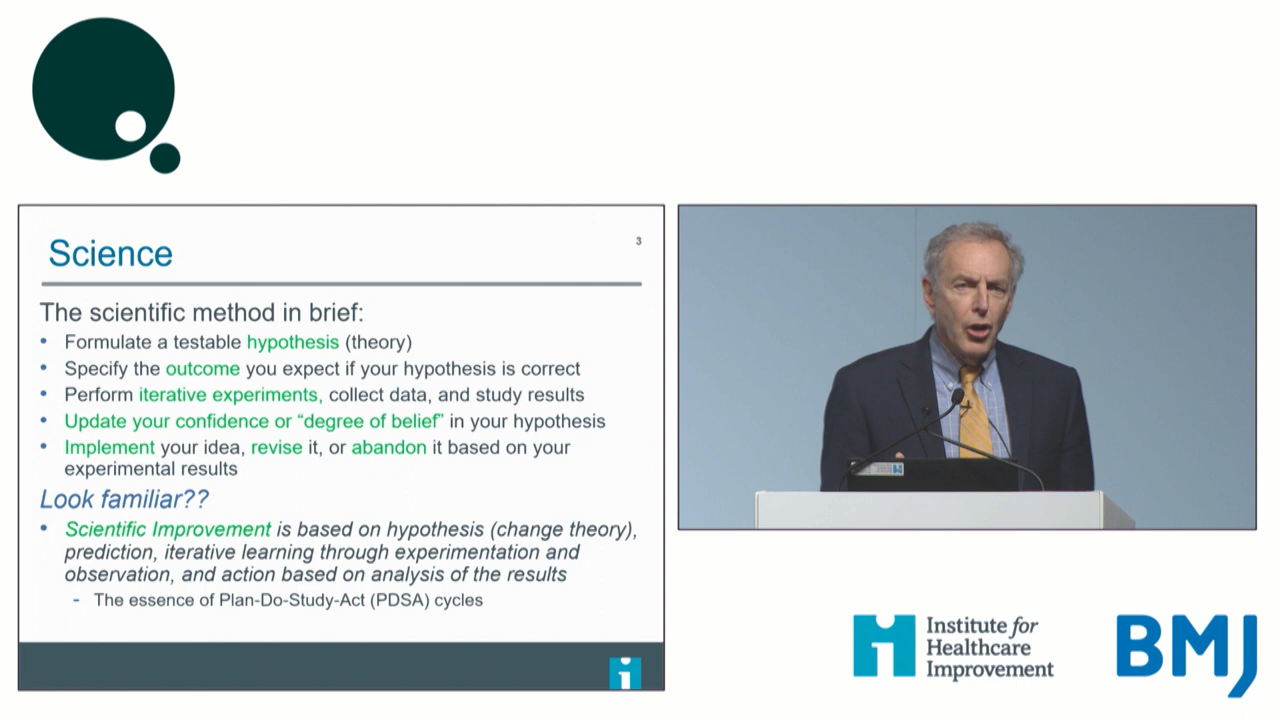 Science
3
The scientific method in brief:
• Formulate a testable hypothesis (theory)
• Specify the outcome you expect if your hypothesis is correct
• Perform iterative experiments, collect data, and study results
• Update your confidence or “degree of belief” in your hypothesis
• Implement your idea, revise it, or abandon it based on your
experimental results
Look familiar??
• Scientific Improvement is based on hypothesis (change theory),
prediction, iterative learning through experimentation and
observation, and action based on analysis of the results
- The essence of Plan-Do-Study-Act (PDSA) cycles
Institute for
Healthcare
Improvement
BMJ